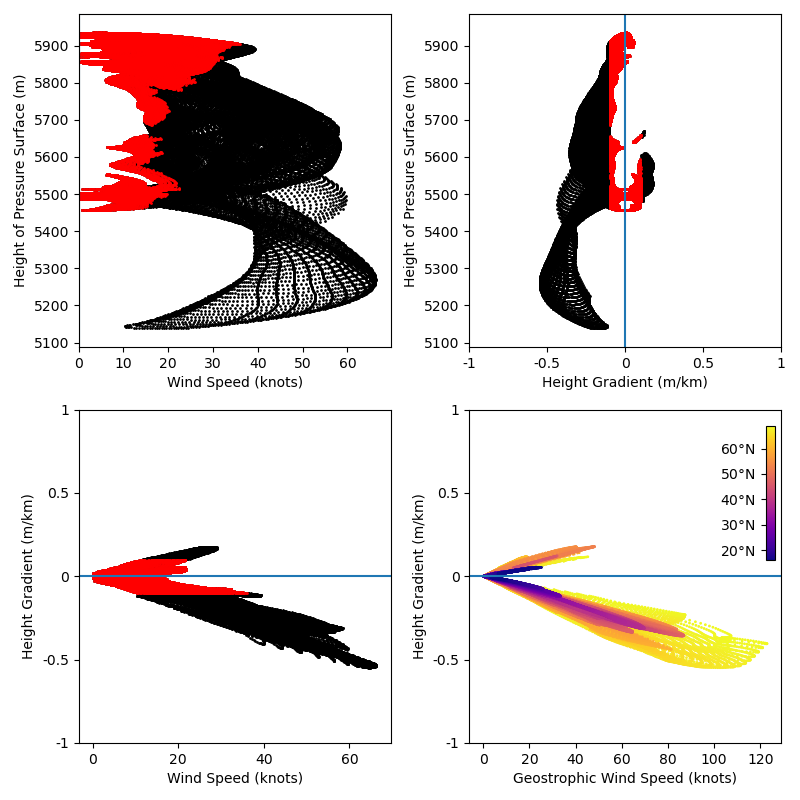 5900
5800
5700
5600
5500
5400
5300
5200
5100
Height of Pressure Surface (m)
0 10 20 30 40 50 60
Wind Speed (knots)
5900
5800
5700
5600
5500
5400
5300
5200
5100
Height of Pressure Surface (m)
-1 -0.5 0 0.5 1
Height Gradient (m/km)
1
0.5
0
-0.5
-1
Height Gradient (m/km)
0 20 40 60
Wind Speed (knots)
1
0.5
0
-0.5
-1
Height Gradient (m/km)
60°N
50°N
40°N
30°N
20°N
0 20 40 60 80 100 120
Geostrophic Wind Speed (knots)